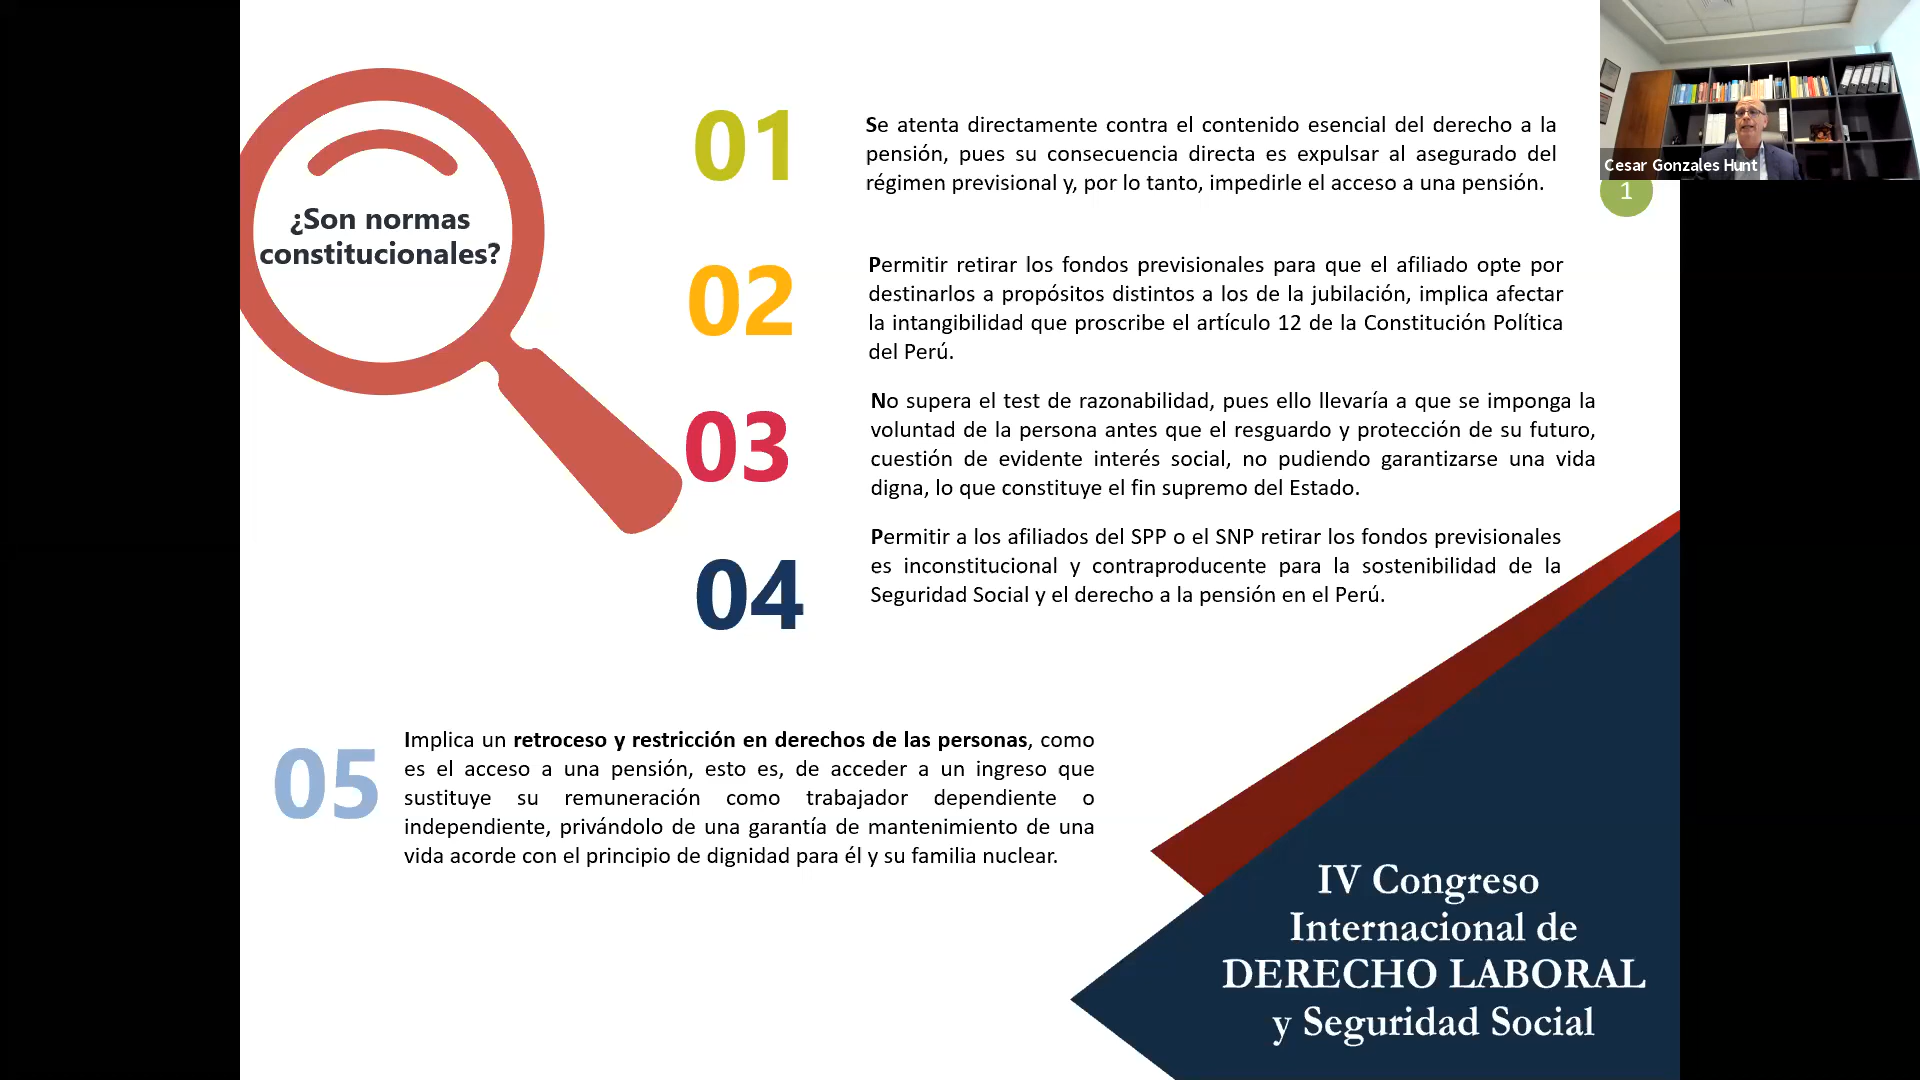 ¿Son normas
constitucionales?
01
Se atenta directamente contra el contenido esencial del derecho a la
pensión, pues su consecuencia directa es expulsar al asegurado del
régimen previsional y, por lo tanto, impedirle el acceso a una pensión.
02
Permitir retirar los fondos previsionales para que el afiliado opte por
destinarlos a propósitos distintos a los de la jubilación, implica afectar
la intangibilidad que proscribe el artículo 12 de la Constitución Política
del Perú.
03
No supera el test de razonabilidad, pues ello llevaría a que se imponga la
voluntad de la persona antes que el resguardo y protección de su futuro,
cuestión de evidente interés social, no pudiendo garantizarse una vida
digna, lo que constituye el fin supremo del Estado.
04
Permitir a los afiliados del SPP o el SNP retirar los fondos previsionales
es inconstitucional y contraproducente para la sostenibilidad de la
Seguridad Social y el derecho a la pensión en el Perú.
05
Implica un retroceso y restricción en derechos de las personas, como
es el acceso a una pensión, esto es, de acceder a un ingreso que
sustituye su remuneración como trabajador dependiente o
independiente, privándolo de una garantía de mantenimiento de una
vida acorde con el principio de dignidad para él y su familia nuclear.
Cesar Gonzales Hunt
1
IV Congreso
Internacional de
DERECHO LABORAL
y Seguridad Social